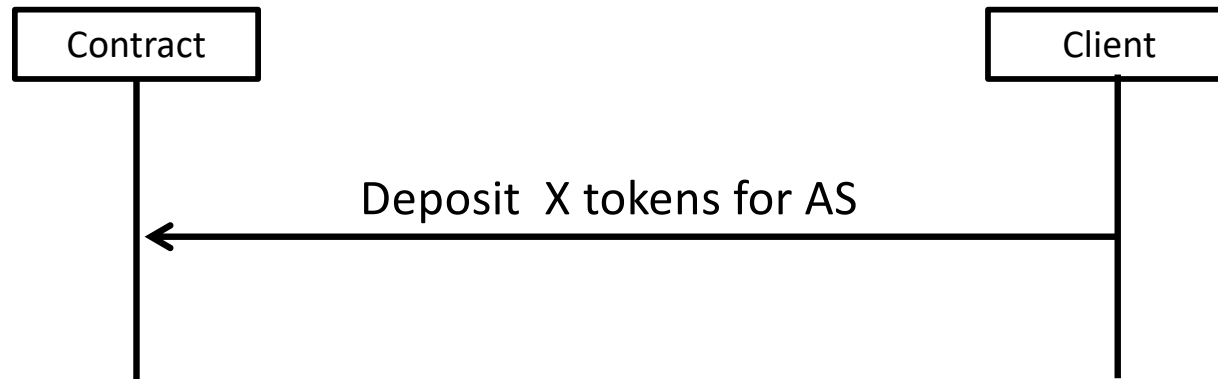 Contract
Client
Deposit X tokens for AS